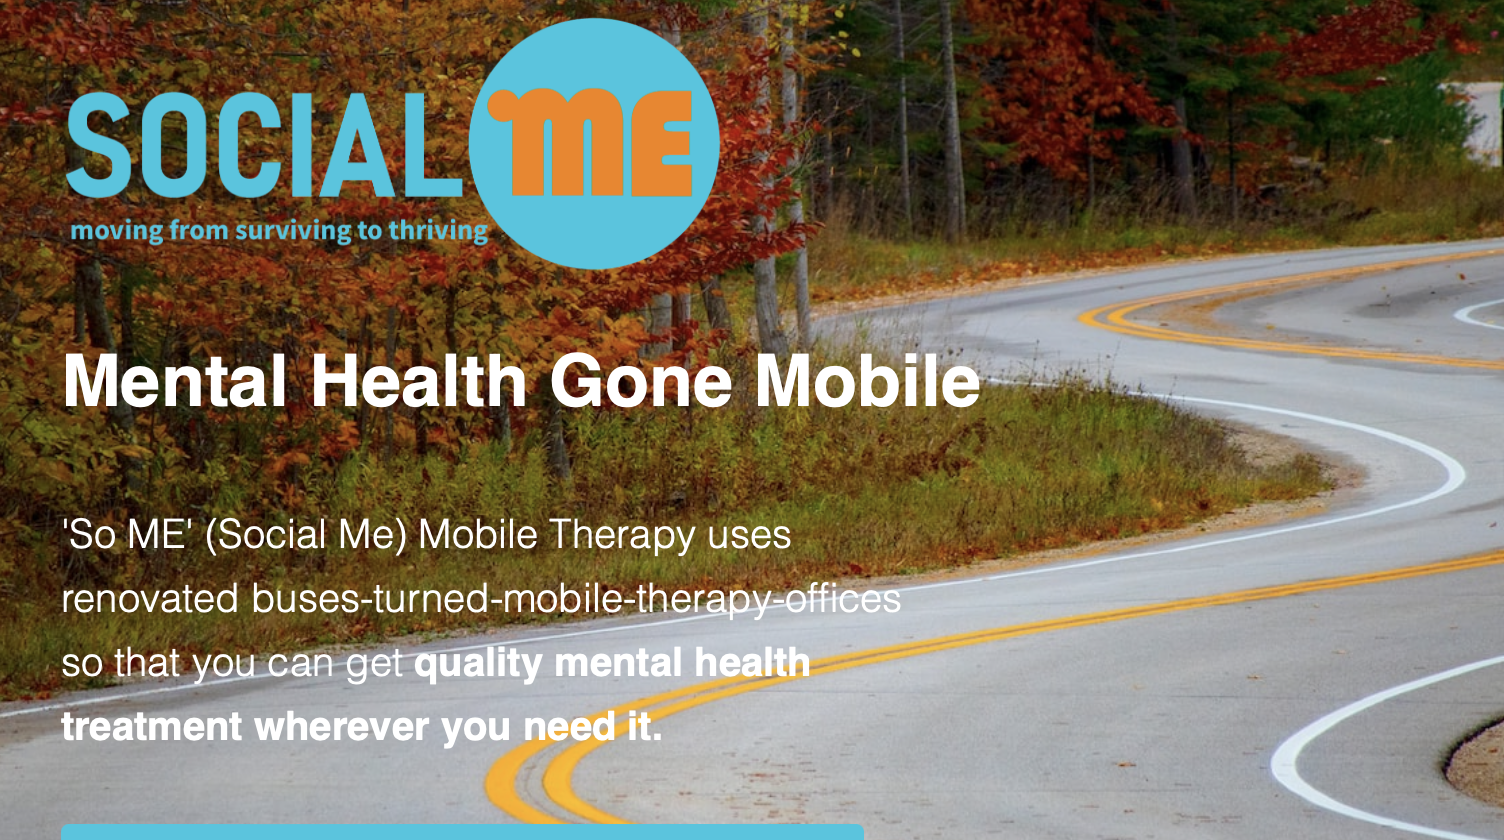 SOCIAL ME
moving from surviving to thriving
Mental Health Gone Mobile
'So ME' (Social Me) Mobile Therapy uses
renovated buses-turned-mobile-therapy-offices
so that you can get quality mental health
treatment wherever you need it.